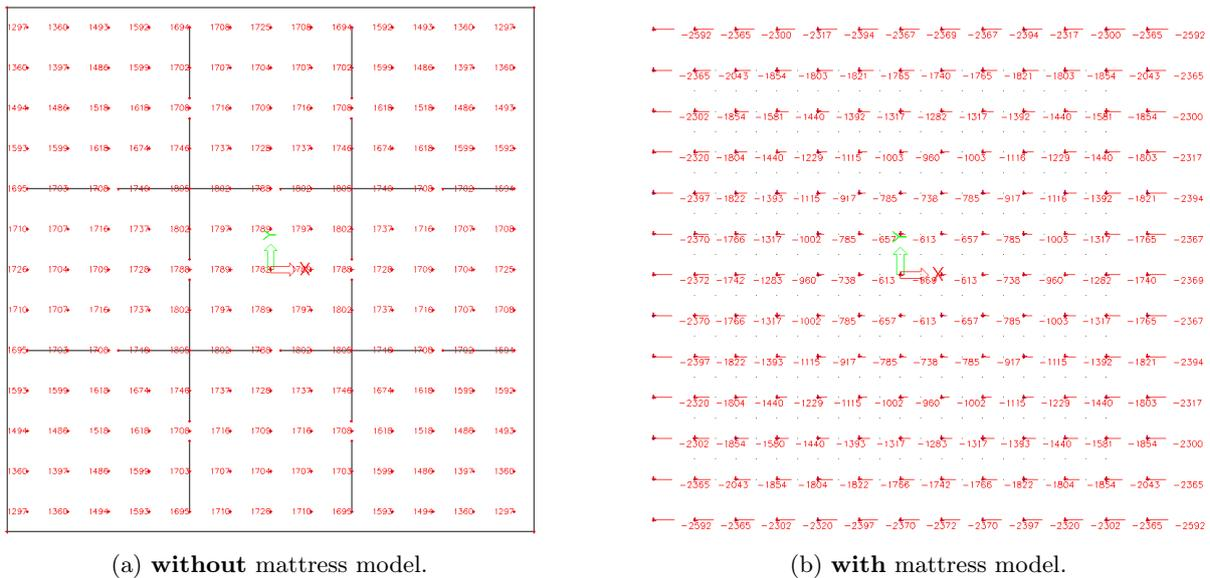 1297 1360 1493 1592 1694 1708 1725 1708 1694 1592 1493 1360 1297
1360 1397 1486 1599 1702 1707 1704 1707 1702 1599 1486 1397 1360
1494 1486 1518 1618 1708 1716 1709 1716 1708 1618 1518 1486 1493
1593 1599 1618 1674 1746 1737 1728 1737 1746 1674 1618 1599 1592
1695 1703 1708 1746 1805 1802 1788 1802 1805 1746 1708 1702 1694
1710 1707 1716 1737 1802 1797 1789 1797 1802 1737 1716 1707 1708
Y
1726 1704 1709 1728 1788 1789 X 1788 1728 1709 1704 1725
1710 1707 1716 1737 1802 1797 1789 1797 1802 1737 1716 1707 1708
1695 1703 1708 1746 1805 1802 1788 1802 1805 1746 1708 1702 1694
1593 1599 1618 1674 1746 1737 1728 1737 1746 1674 1618 1599 1592
1494 1486 1518 1618 1708 1716 1709 1716 1708 1618 1518 1486 1493
1360 1397 1486 1599 1703 1707 1704 1707 1703 1599 1486 1397 1360
1297 1360 1494 1593 1695 1710 1726 1710 1695 1593 1494 1360 1297
(a) without mattress model.
-2592 -2365 -2300 -2317 -2394 -2367 -2369 -2367 -2394 -2317 -2300 -2365 -2592
-2365 -2043 -1854 -1803 -1821 -1765 -1740 -1765 -1821 -1803 -1854 -2043 -2365
-2302 -1854 -1581 -1440 -1392 -1317 -1282 -1317 -1392 -1440 -1581 -1854 -2300
-2320 -1804 -1440 -1229 -1115 -1003 -960 -1003 -1116 -1229 -1440 -1803 -2317
-2397 -1822 -1393 -1115 -917 -785 -738 -785 -917 -1116 -1392 -1821 -2394
-2370 -1766 -1317 -1002 -785 -657 -613 -657 -785 -1003 -1317 -1765 -2367
Y
-2372 -1742 -1283 -960 -738 -613 -569 -613 -738 -960 -1282 -1740 -2369
X
-2370 -1766 -1317 -1002 -785 -657 -613 -657 -785 -1003 -1317 -1765 -2367
-2397 -1822 -1393 -1115 -917 -785 -738 -785 -917 -1115 -1392 -1821 -2394
-2320 -1804 -1440 -1229 -1115 -1002 -960 -1002 -1115 -1229 -1440 -1803 -2317
-2302 -1854 -1580 -1440 -1393 -1317 -1283 -1317 -1393 -1440 -1581 -1854 -2300
-2365 -2043 -1854 -1804 -1822 -1766 -1742 -1766 -1822 -1804 -1854 -2043 -2365
-2592 -2365 -2302 -2320 -2397 -2370 -2372 -2370 -2397 -2320 -2302 -2365 -2592
(b) with mattress model.